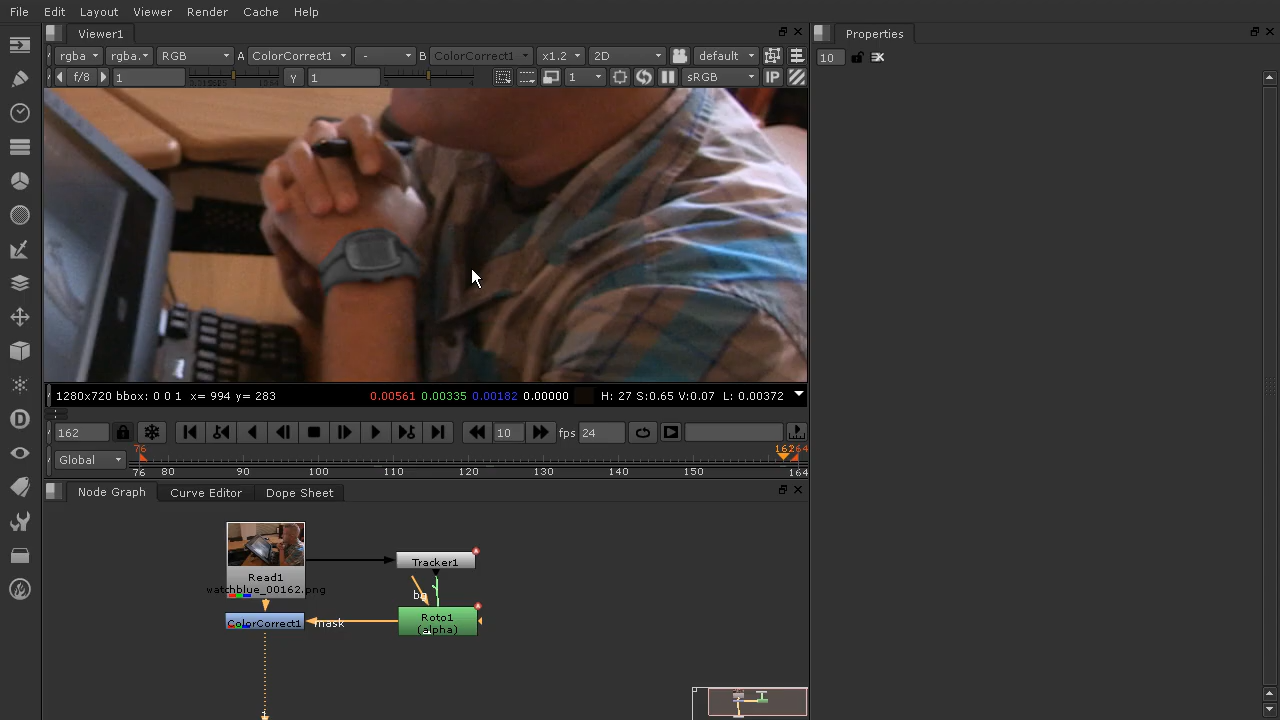 File Edit Layout Viewer Render Cache Help
Viewer1
Properties
rgba rgba. RGB A ColorCorrect1 - B ColorCorrect1 x1.2 2D default
10
f/8 1 γ 1 1 sRGB IP
1280x720 bbox: 0 0 1 x= 994 y= 283 0.00561 0.00335 0.00182 0.00000 H: 27 S:0.65 V:0.07 L: 0.00372
162 10 fps 24
76 162 264
Global
76 80 90 100 110 120 130 140 150 164
Node Graph Curve Editor Dope Sheet
Tracker1
Read1
watchblue_00162.png
bg
ColorCorrect1
mask
Roto1
(alpha)